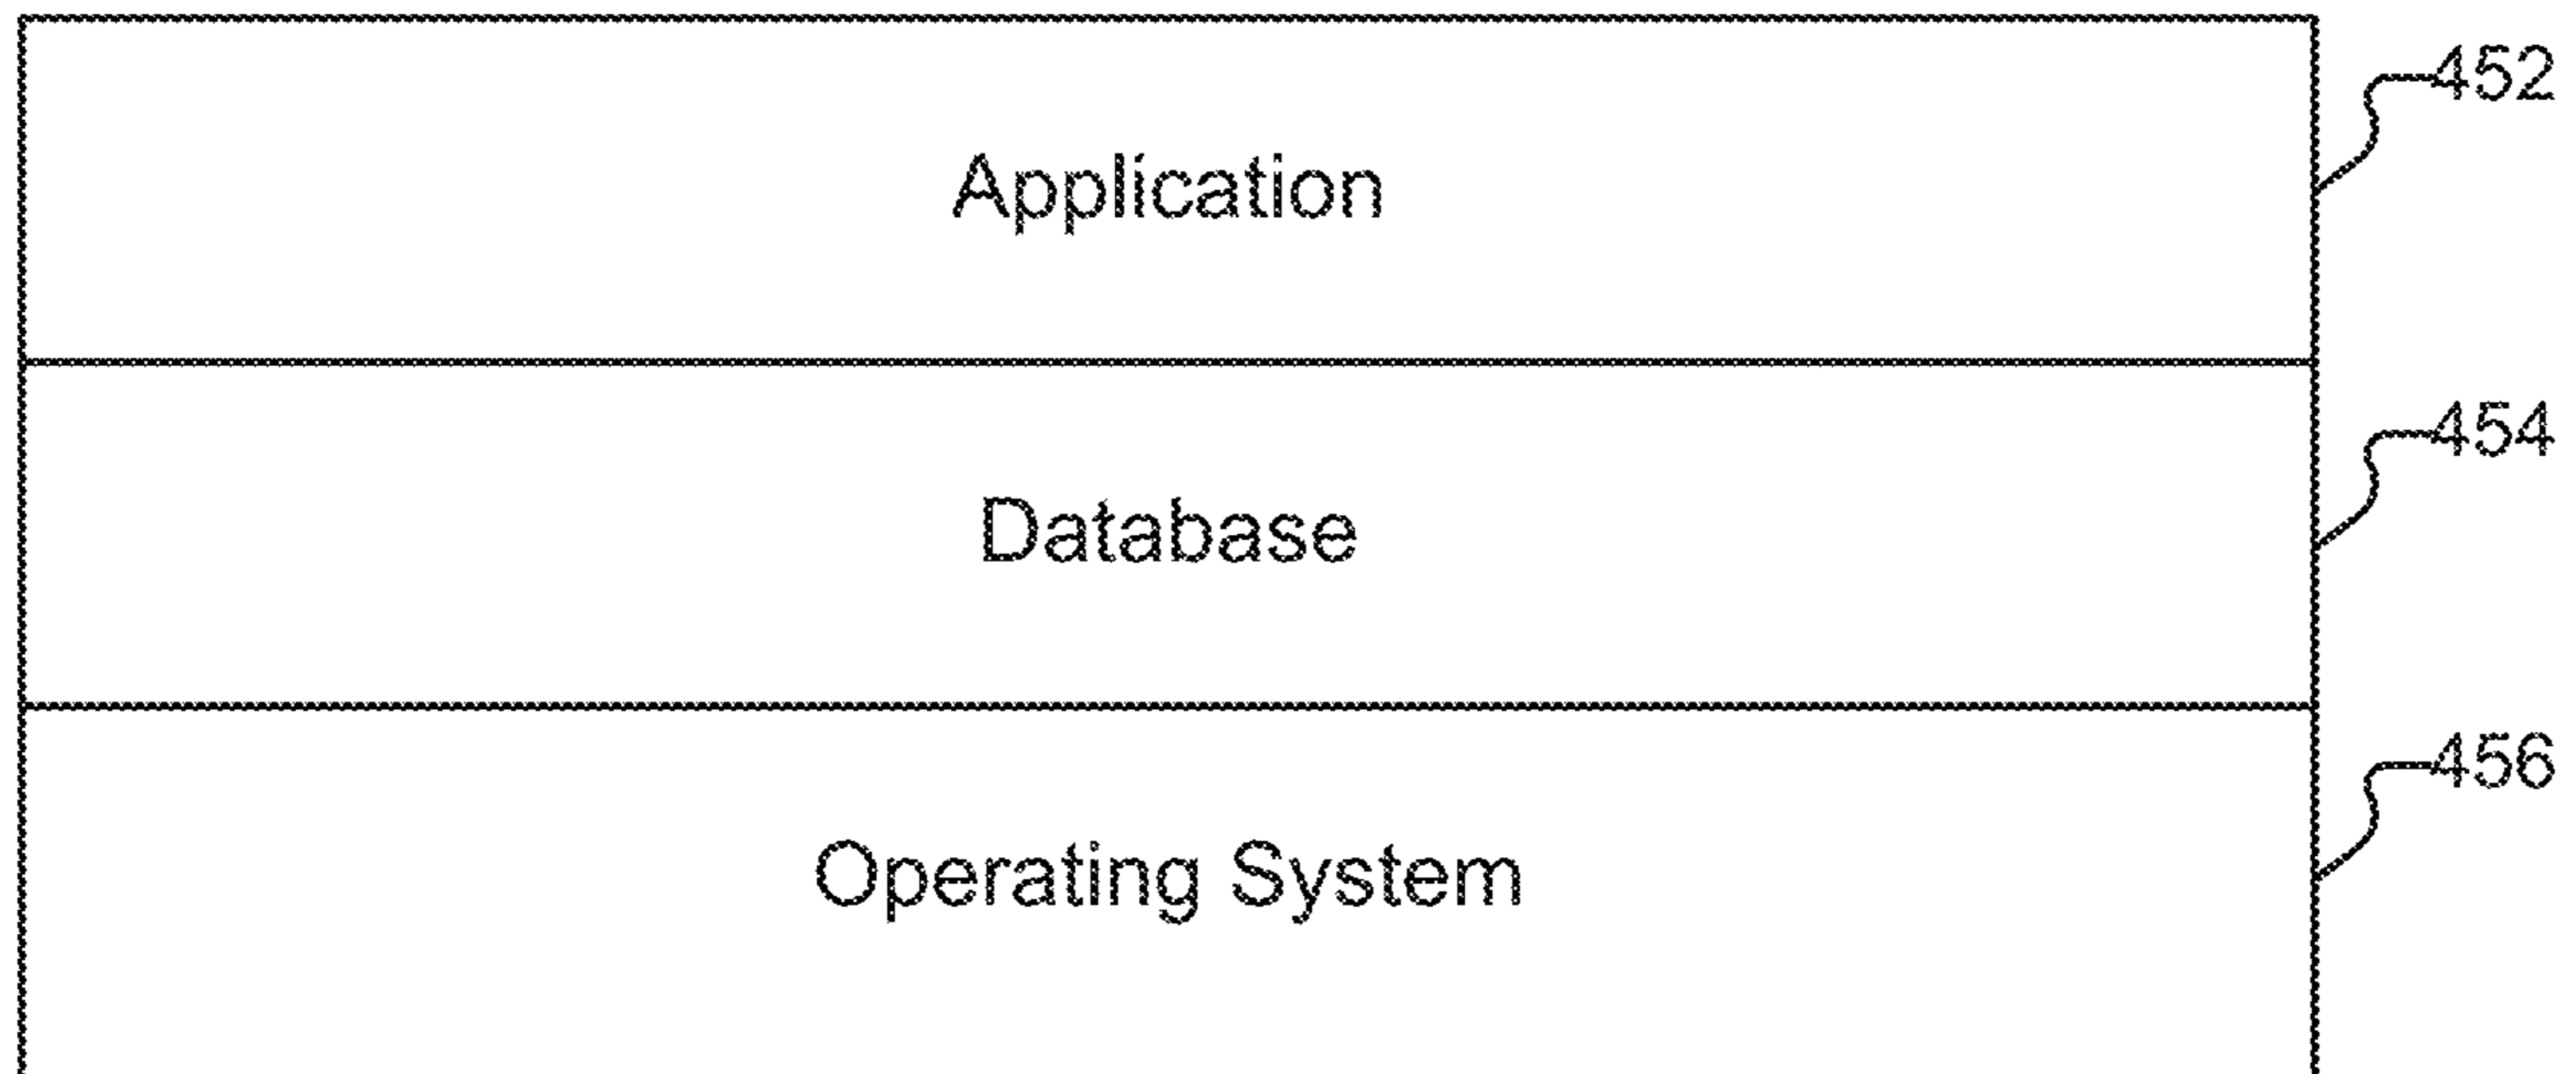 452
Application
454
Database
456
Operating System